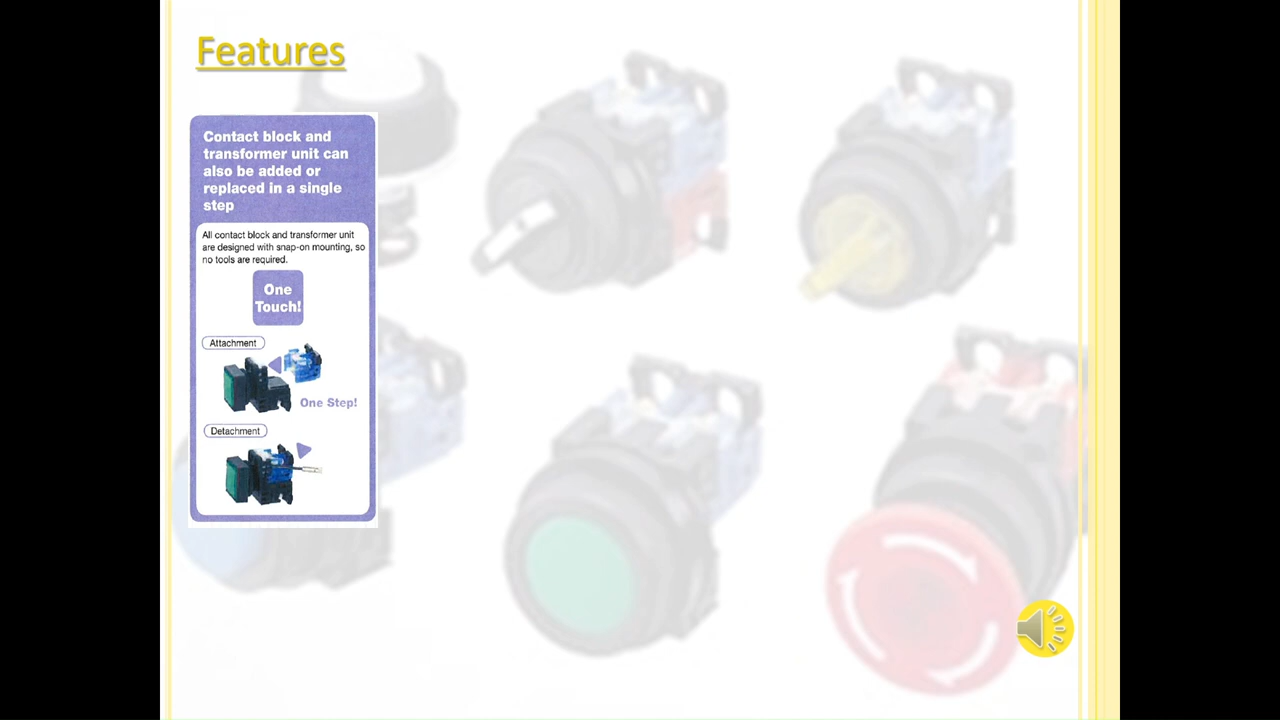 Features
Contact block and
transformer unit can
also be added or
replaced in a single
step
All contact block and transformer unit
are designed with snap-on mounting, so
no tools are required.
One
Touch!
Attachment
One Step!
Detachment